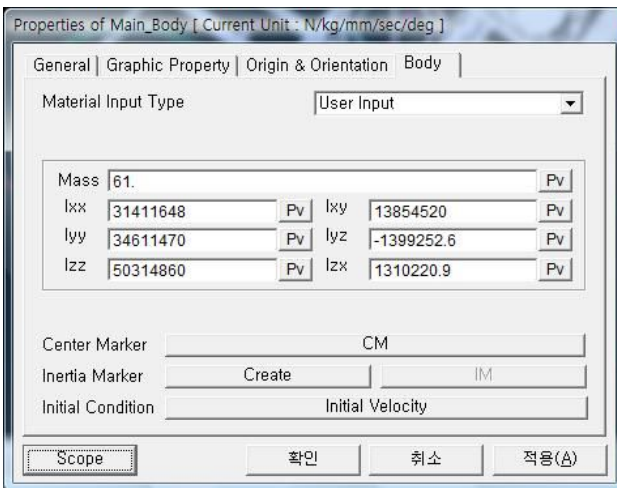 Properties of Main_Body [ Current Unit : N/kg/mm/sec/deg ]
General Graphic Property Origin & Orientation Body
Material Input Type User Input
Mass 61. Pv
Ixx 31411648 Pv Ixy 13854520 Pv
Iyy 34611470 Pv Iyz -1399252.6 Pv
Izz 50314860 Pv Izx 1310220.9 Pv
Center Marker CM
Inertia Marker Create IM
Initial Condition Initial Velocity
Scope 확인 취소 적용(A)